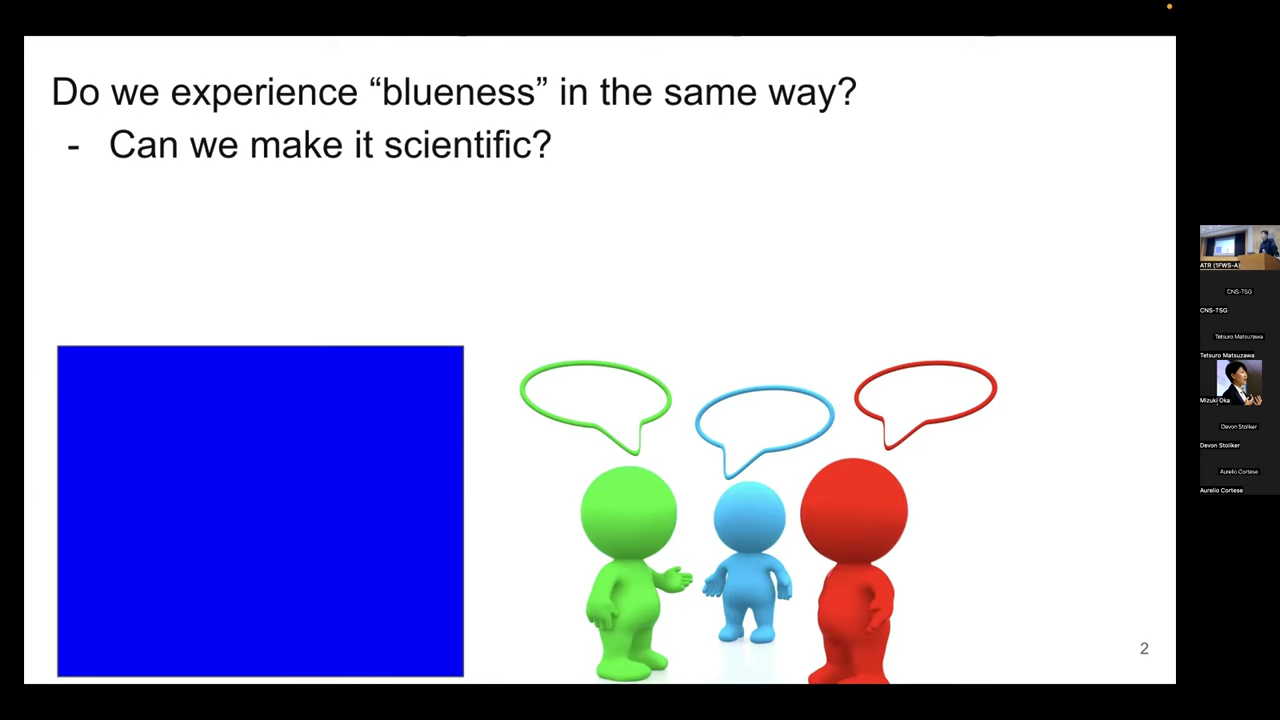 Do we experience “blueness” in the same way?
- Can we make it scientific?
2
ATR (1FWS-A)
CNS-TSG
CNS-TSG
Tetsuro Matsuzawa
Tetsuro Matsuzawa
Mizuki Oka
Devon Stoliker
Devon Stoliker
Aurelio Cortese
Aurelio Cortese